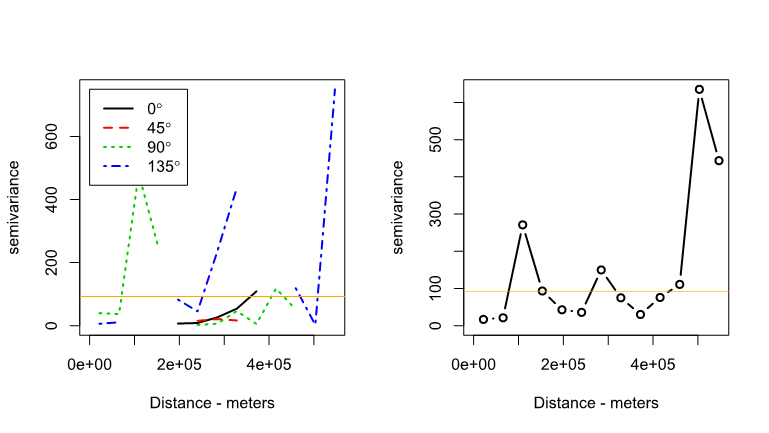 0°
45°
90°
135°
semivariance
0
200
400
600
0e+00
2e+05
4e+05
Distance - meters
semivariance
0
100
300
500
0e+00
2e+05
4e+05
Distance - meters